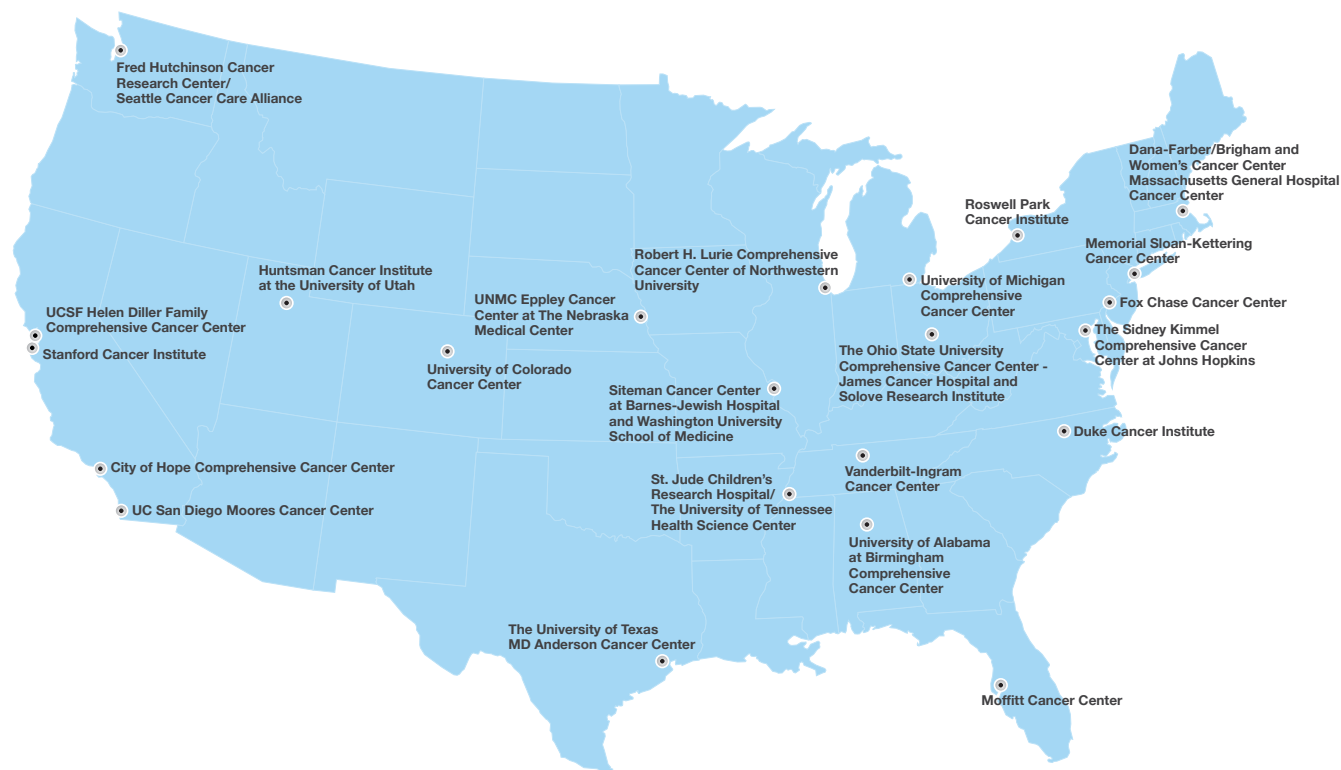 Fred Hutchinson Cancer
Research Center/
Seattle Cancer Care Alliance
Dana-Farber/Brigham and
Women's Cancer Center
Massachusetts General Hospital
Cancer Center
Roswell Park
Cancer Institute
Memorial Sloan-Kettering
Cancer Center
Robert H. Lurie Comprehensive
Cancer Center of Northwestern
University
Huntsman Cancer Institute
at the University of Utah
University of Michigan
Comprehensive
Cancer Center
UNMC Eppley Cancer
Center at The Nebraska
Medical Center
Fox Chase Cancer Center
UCSF Helen Diller Family
Comprehensive Cancer Center
Stanford Cancer Institute
The Sidney Kimmel
Comprehensive Cancer
Center at Johns Hopkins
The Ohio State University
Comprehensive Cancer Center -
James Cancer Hospital and
Solove Research Institute
University of Colorado
Cancer Center
Siteman Cancer Center
at Barnes-Jewish Hospital
and Washington University
School of Medicine
Duke Cancer Institute
City of Hope Comprehensive Cancer Center
Vanderbilt-Ingram
Cancer Center
St. Jude Children's
Research Hospital/
The University of Tennessee
Health Science Center
UC San Diego Moores Cancer Center
University of Alabama
at Birmingham
Comprehensive
Cancer Center
The University of Texas
MD Anderson Cancer Center
Moffitt Cancer Center